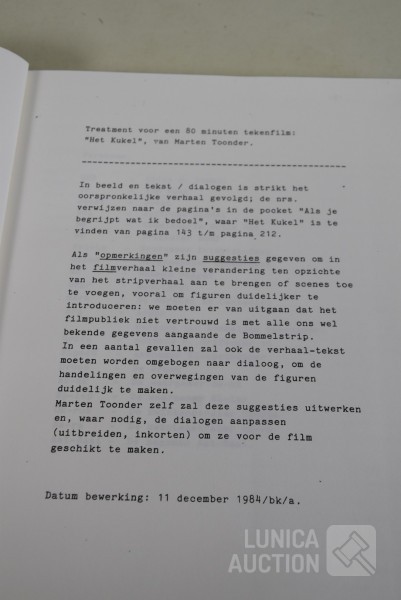 Treatment voor een 80 minuten tekenfilm:
"Het Kukel", van Marten Toonder.
In beeld en tekst / dialogen is strikt het
oorspronkelijke verhaal gevolgd; de nrs.
verwijzen naar de pagina's in de pocket "Als je
begrijpt wat ik bedoel", waar "Het Kukel" is te
vinden van pagina 143 t/m pagina 212.
Als "opmerkingen" zijn suggesties gegeven om in
het filmverhaal kleine verandering ten opzichte
van het stripverhaal aan te brengen of scenes toe
te voegen, vooral om figuren duidelijker te
introduceren: we moeten er van uitgaan dat het
filmpubliek niet vertrouwd is met alle ons wel
bekende gegevens aangaande de Bommelstrip.
In een aantal gevallen zal ook de verhaal-tekst
moeten worden omgebogen naar dialoog, om de
handelingen en overwegingen van de figuren
duidelijk te maken.
Marten Toonder zelf zal deze suggesties uitwerken
en, waar nodig, de dialogen aanpassen
(uitbreiden, inkorten) om ze voor de film
geschikt te maken.
Datum bewerking: 11 december 1984/bk/a.
LUNICA
AUCTION